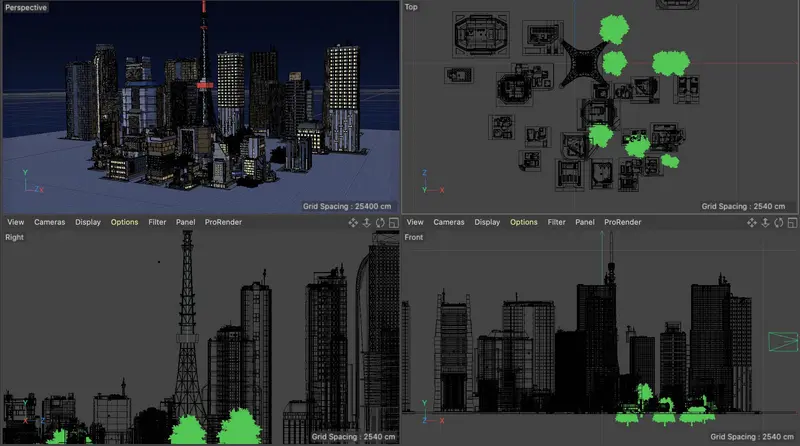 Perspective
Y
Z X
Grid Spacing : 25400 cm
Top
Z
Y X
Grid Spacing : 2540 cm
View Cameras Display Options Filter Panel ProRender
View Cameras Display Options Filter Panel ProRender
Right
Y
X Z
Grid Spacing : 2540 cm
Front
Y
Z X
Grid Spacing : 2540 cm